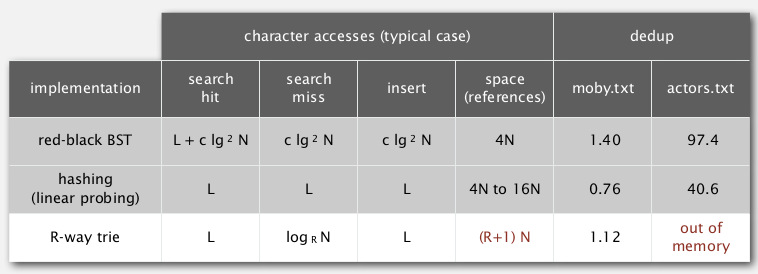 character accesses (typical case) dedup
implementation search hit search miss insert space (references) moby.txt actors.txt
red-black BST L + c lg 2 N c lg 2 N c lg 2 N 4N 1.40 97.4
hashing (linear probing) L L L 4N to 16N 0.76 40.6
R-way trie L log R N L (R+1) N 1.12 out of memory